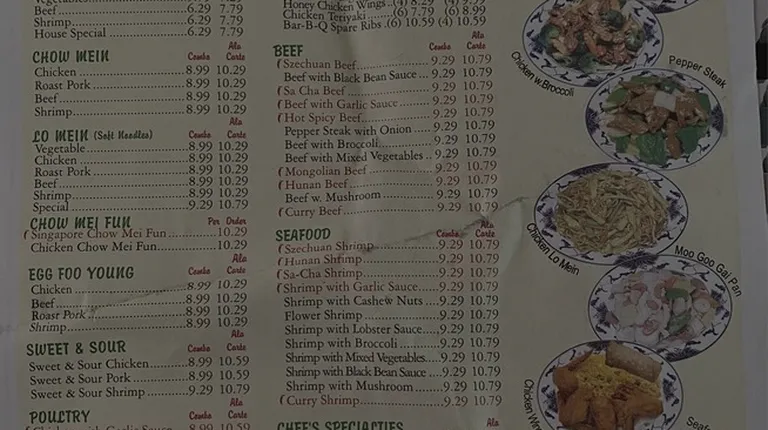 Beef 6.29 7.79
Shrimp 6.29 7.79
House Special 6.29 7.79
CHOW MEIN Combo Ala Carte
Chicken 8.99 10.29
Roast Pork 8.99 10.29
Beef 8.99 10.29
Shrimp 8.99 10.29
LO MEIN (Soft Noodles) Combo Ala Carte
Vegetable 8.99 10.29
Chicken 8.99 10.29
Roast Pork 8.99 10.29
Beef 8.99 10.29
Shrimp 8.99 10.29
Special 9.29 10.79
CHOW MEI FUN Per Order
Singapore Chow Mei Fun 10.29
Chicken Chow Mei Fun 10.29
EGG FOO YOUNG Combo Ala Carte
Chicken 8.99 10.29
Beef 8.99 10.29
Roast Pork 8.99 10.29
Shrimp 8.99 10.29
SWEET & SOUR Combo Ala Carte
Sweet & Sour Chicken 8.99 10.59
Sweet & Sour Pork 8.99 10.59
Sweet & Sour Shrimp 9.29 10.79
POULTRY Combo Ala Carte
Chicken with Garlic Sauce 8.99 10.59
Honey Chicken Wings (4) 8.29
Chicken Teriyaki (6) 7.79 (6) 8.99
Bar-B-Q Spare Ribs (6) 10.59 (4) 10.59
BEEF Combo Ala Carte
Szechuan Beef 9.29 10.79
Beef with Black Bean Sauce 9.29 10.79
Sa Cha Beef 9.29 10.79
Beef with Garlic Sauce 9.29 10.79
Hot Spicy Beef 9.29 10.79
Pepper Steak with Onion 9.29 10.79
Beef with Broccoli 9.29 10.79
Beef with Mixed Vegetables 9.29 10.79
Mongolian Beef 9.29 10.79
Hunan Beef 9.29 10.79
Beef w. Mushroom 9.29 10.79
Curry Beef 9.29 10.79
SEAFOOD Combo Ala Carte
Szechuan Shrimp 9.29 10.79
Hunan Shrimp 9.29 10.79
Sa-Cha Shrimp 9.29 10.79
Shrimp with Garlic Sauce 9.29 10.79
Shrimp with Cashew Nuts 9.29 10.79
Flower Shrimp 9.29 10.79
Shrimp with Lobster Sauce 9.29 10.79
Shrimp with Broccoli 9.29 10.79
Shrimp with Mixed Vegetables 9.29 10.79
Shrimp with Black Bean Sauce 9.29 10.79
Shrimp with Mushroom 9.29 10.79
Curry Shrimp 9.29 10.79
CHEF'S SPECIALTIES
Chicken w. Broccoli
Pepper Steak
Chicken Lo Mein
Moo Goo Gai Pan
Chicken